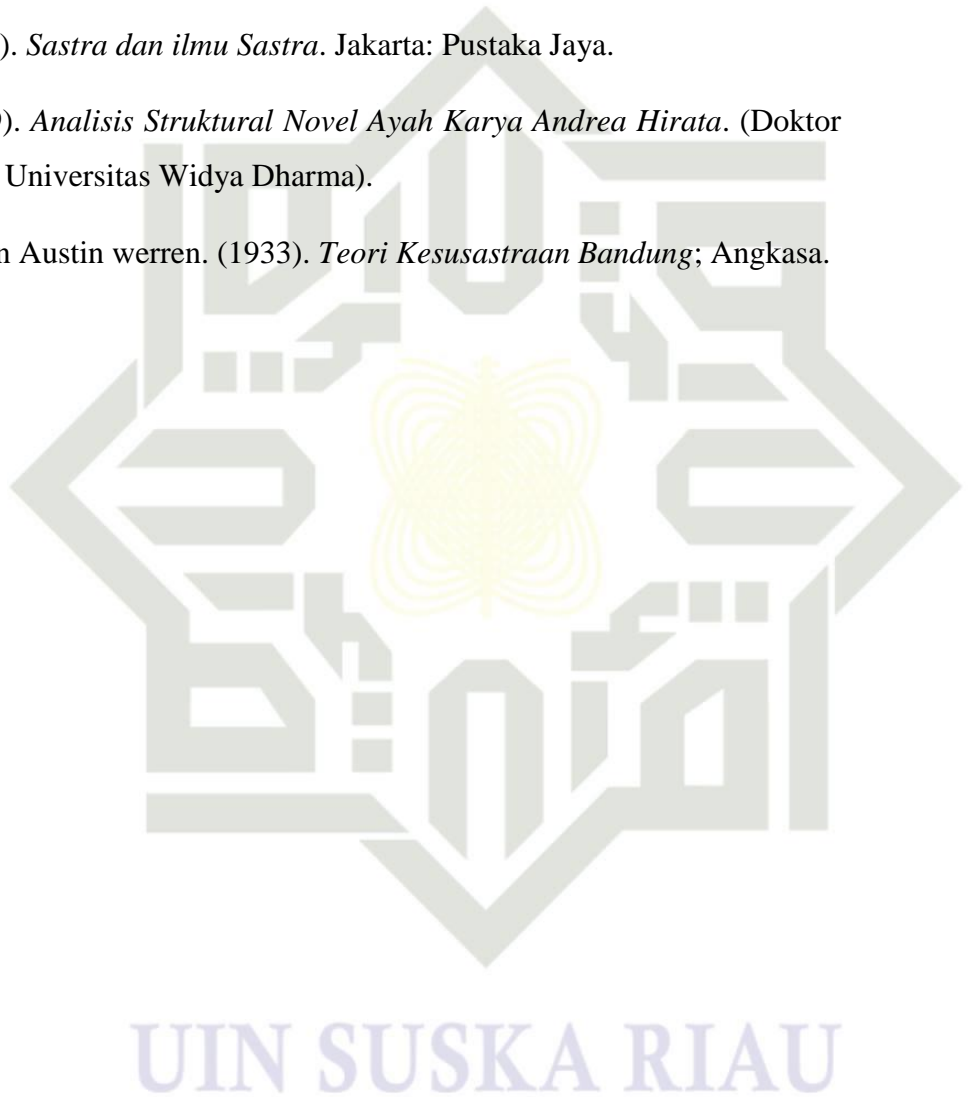 ). Sastra dan ilmu Sastra. Jakarta: Pustaka Jaya.
). Analisis Struktural Novel Ayah Karya Andrea Hirata. (Doktor
Universitas Widya Dharma).
n Austin werren. (1933). Teori Kesusastraan Bandung; Angkasa.
UIN SUSKA RIAU